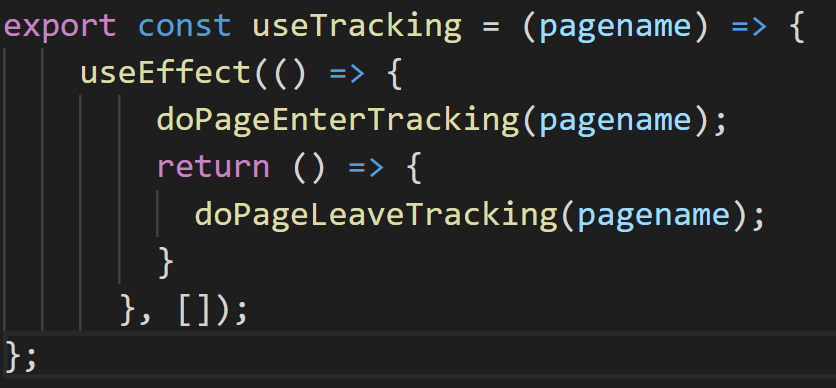 export const useTracking = (pagename) => {
    useEffect(() => {
        doPageEnterTracking(pagename);
        return () => {
          doPageLeaveTracking(pagename);
        }
      }, []);
};